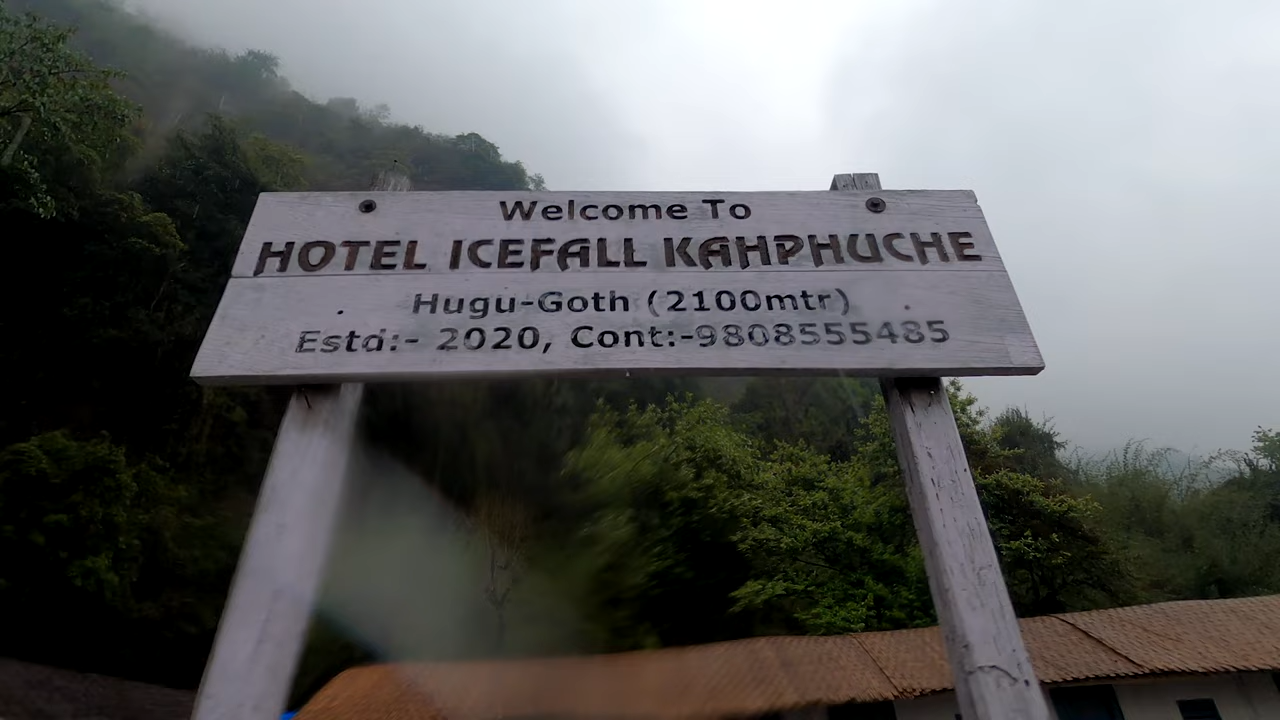 Welcome To
HOTEL ICEFALL KAHPHUCHE
Hugu-Goth (2100mtr)
Estd:- 2020, Cont:-9808555485